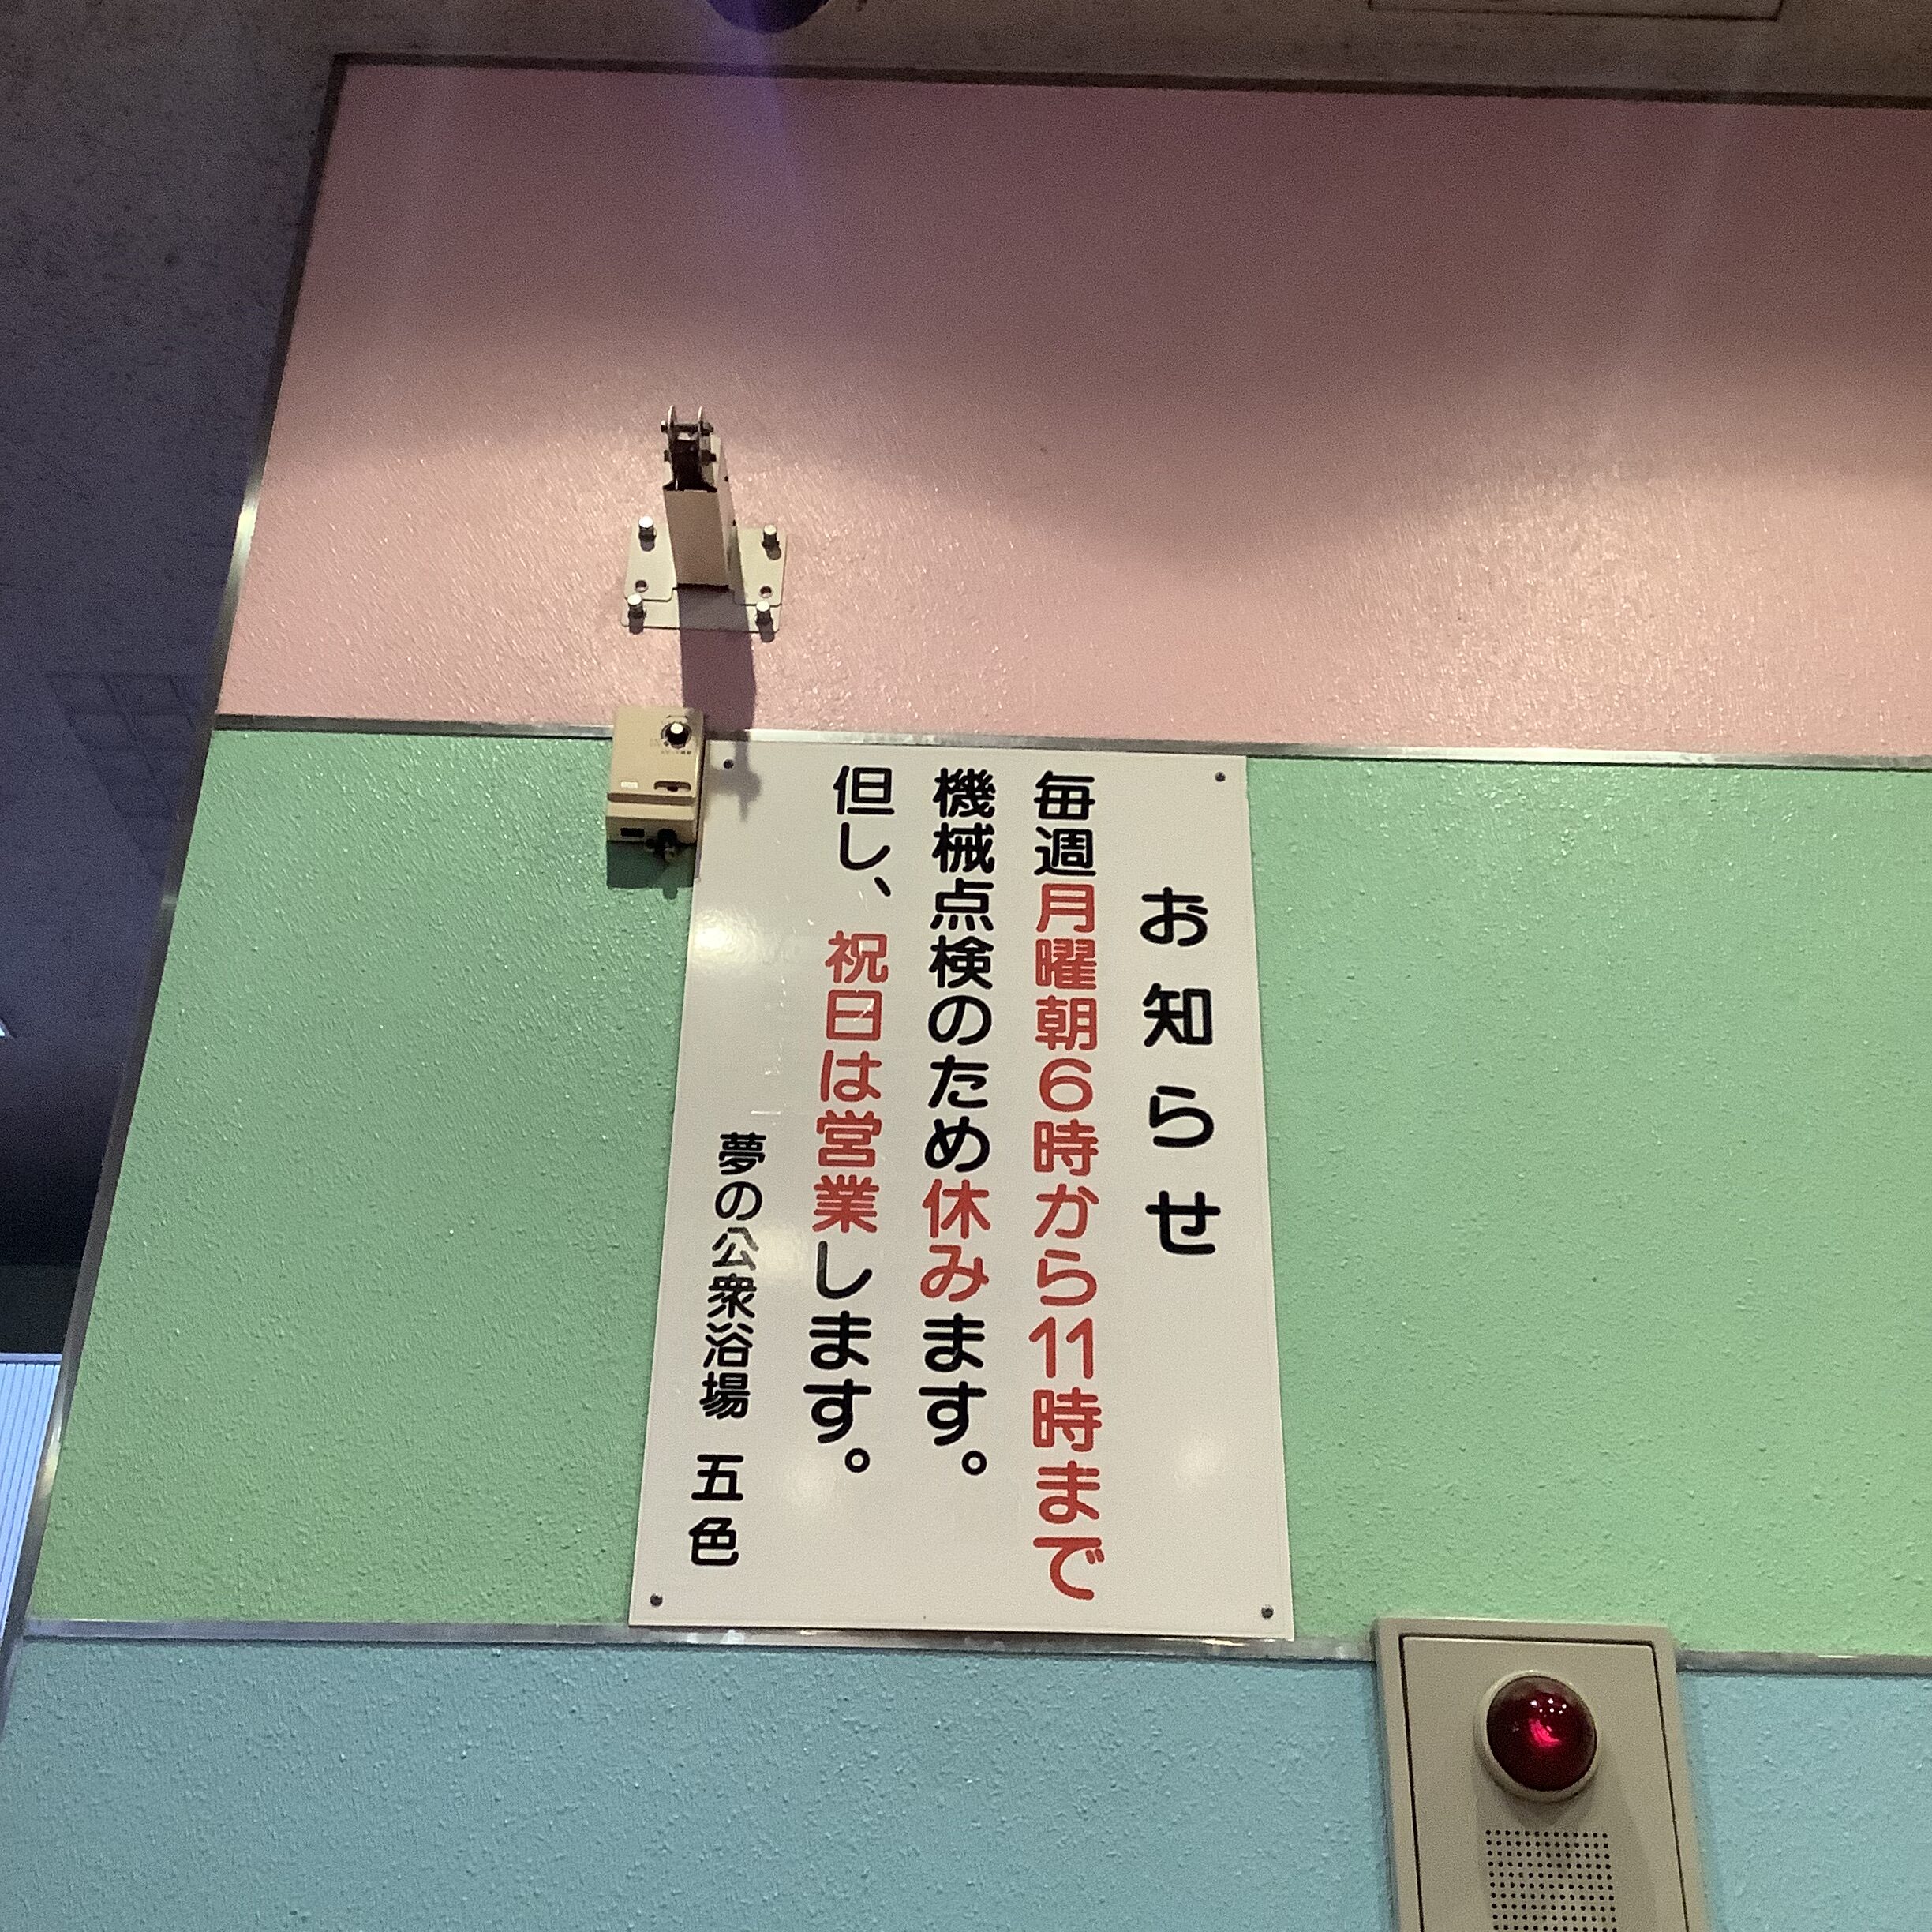 お知らせ
毎週月曜朝6時から11時まで
機械点検のため休みます。
但し、祝日は営業します。
夢の公衆浴場 五色